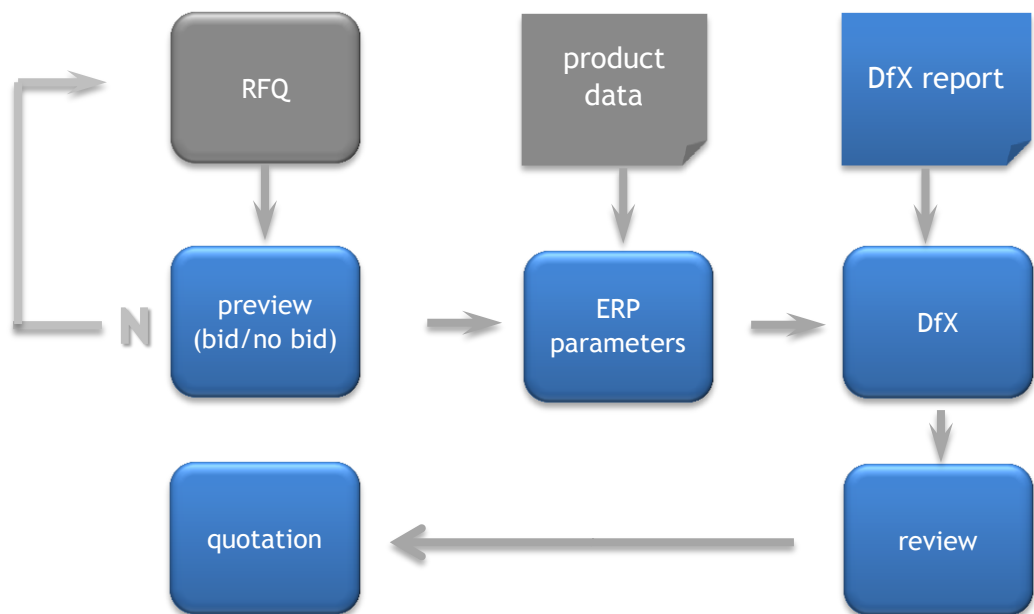 RFQ
product
data
DfX report
N
preview
(bid/no bid)
ERP
parameters
DfX
quotation
review